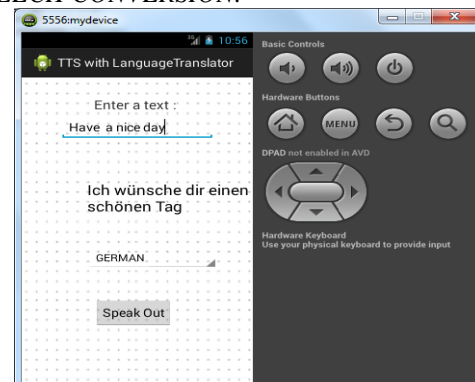 5556:mydevice
3G 10:56
TTS with LanguageTranslator
Enter a text :
Have a nice day
Ich wünsche dir einen
schönen Tag
GERMAN
Speak Out
Basic Controls
Hardware Buttons
MENU
DPAD not enabled in AVD
Hardware Keyboard
Use your physical keyboard to provide input